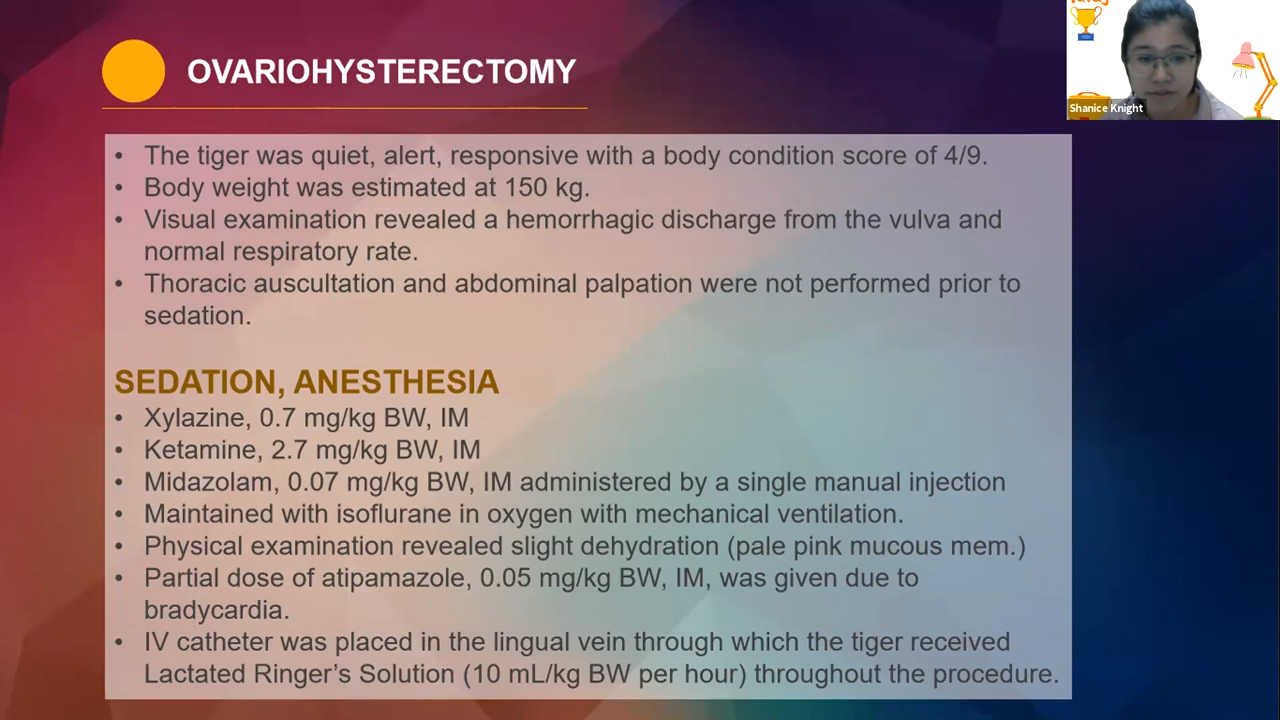 OVARIOHYSTERECTOMY
Shanice Knight
• The tiger was quiet, alert, responsive with a body condition score of 4/9.
• Body weight was estimated at 150 kg.
• Visual examination revealed a hemorrhagic discharge from the vulva and
normal respiratory rate.
• Thoracic auscultation and abdominal palpation were not performed prior to
sedation.
SEDATION, ANESTHESIA
• Xylazine, 0.7 mg/kg BW, IM
• Ketamine, 2.7 mg/kg BW, IM
• Midazolam, 0.07 mg/kg BW, IM administered by a single manual injection
• Maintained with isoflurane in oxygen with mechanical ventilation.
• Physical examination revealed slight dehydration (pale pink mucous mem.)
• Partial dose of atipamazole, 0.05 mg/kg BW, IM, was given due to
bradycardia.
• IV catheter was placed in the lingual vein through which the tiger received
Lactated Ringer’s Solution (10 mL/kg BW per hour) throughout the procedure.